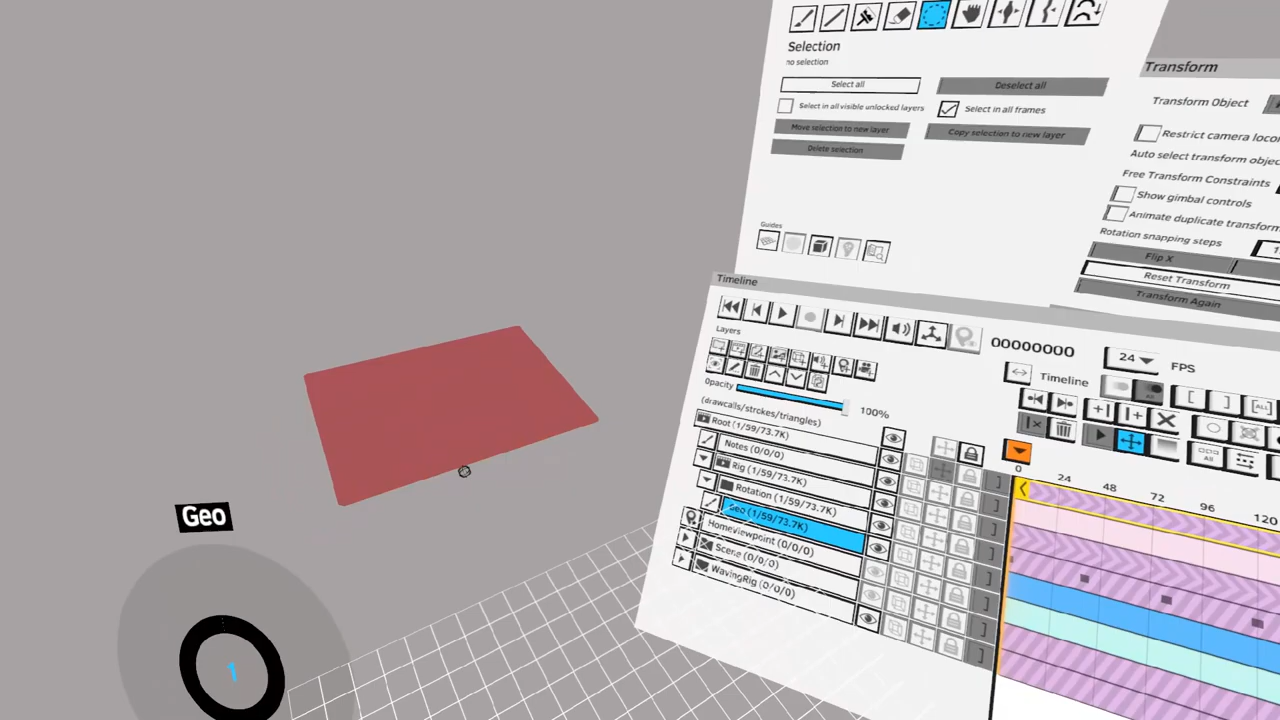 Selection
no selection
Select all
Deselect all
Select in all visible unlocked layers
Select in all frames
Move selection to new layer
Copy selection to new layer
Delete selection
Guides
Transform
Transform Object
Auto select transform
Free Transform Constraints
Show gimbal controls
Animate duplicate
Rotation snapping steps
Flip X
Reset Transform
Transform Again
Timeline
00000000
24
FPS
Layers
Timeline
Opacity
100%
(drawcalls/strokes/triangles)
Root (1/59/73.7K)
Notes (0/0/0)
Rig (1/59/73.7K)
Rotation (1/59/73.7K)
Geo (1/59/73.7K)
Homeviewpoint (0/0/0)
Scene (0/0/0)
WavingRig (0/0/0)
0
24
48
72
96
120
Geo
1